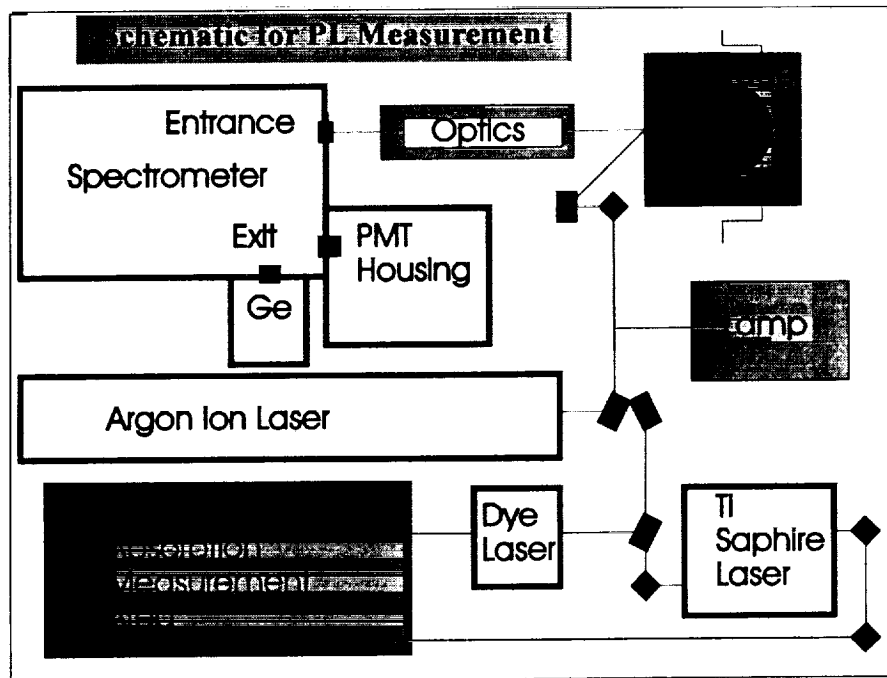 Schematic for PL Measurement
Entrance
Optics
Spectrometer
Exit
PMT
Housing
Ge
amp
Argon Ion Laser
Dye
Laser
TI
Saphire
Laser
Measurement